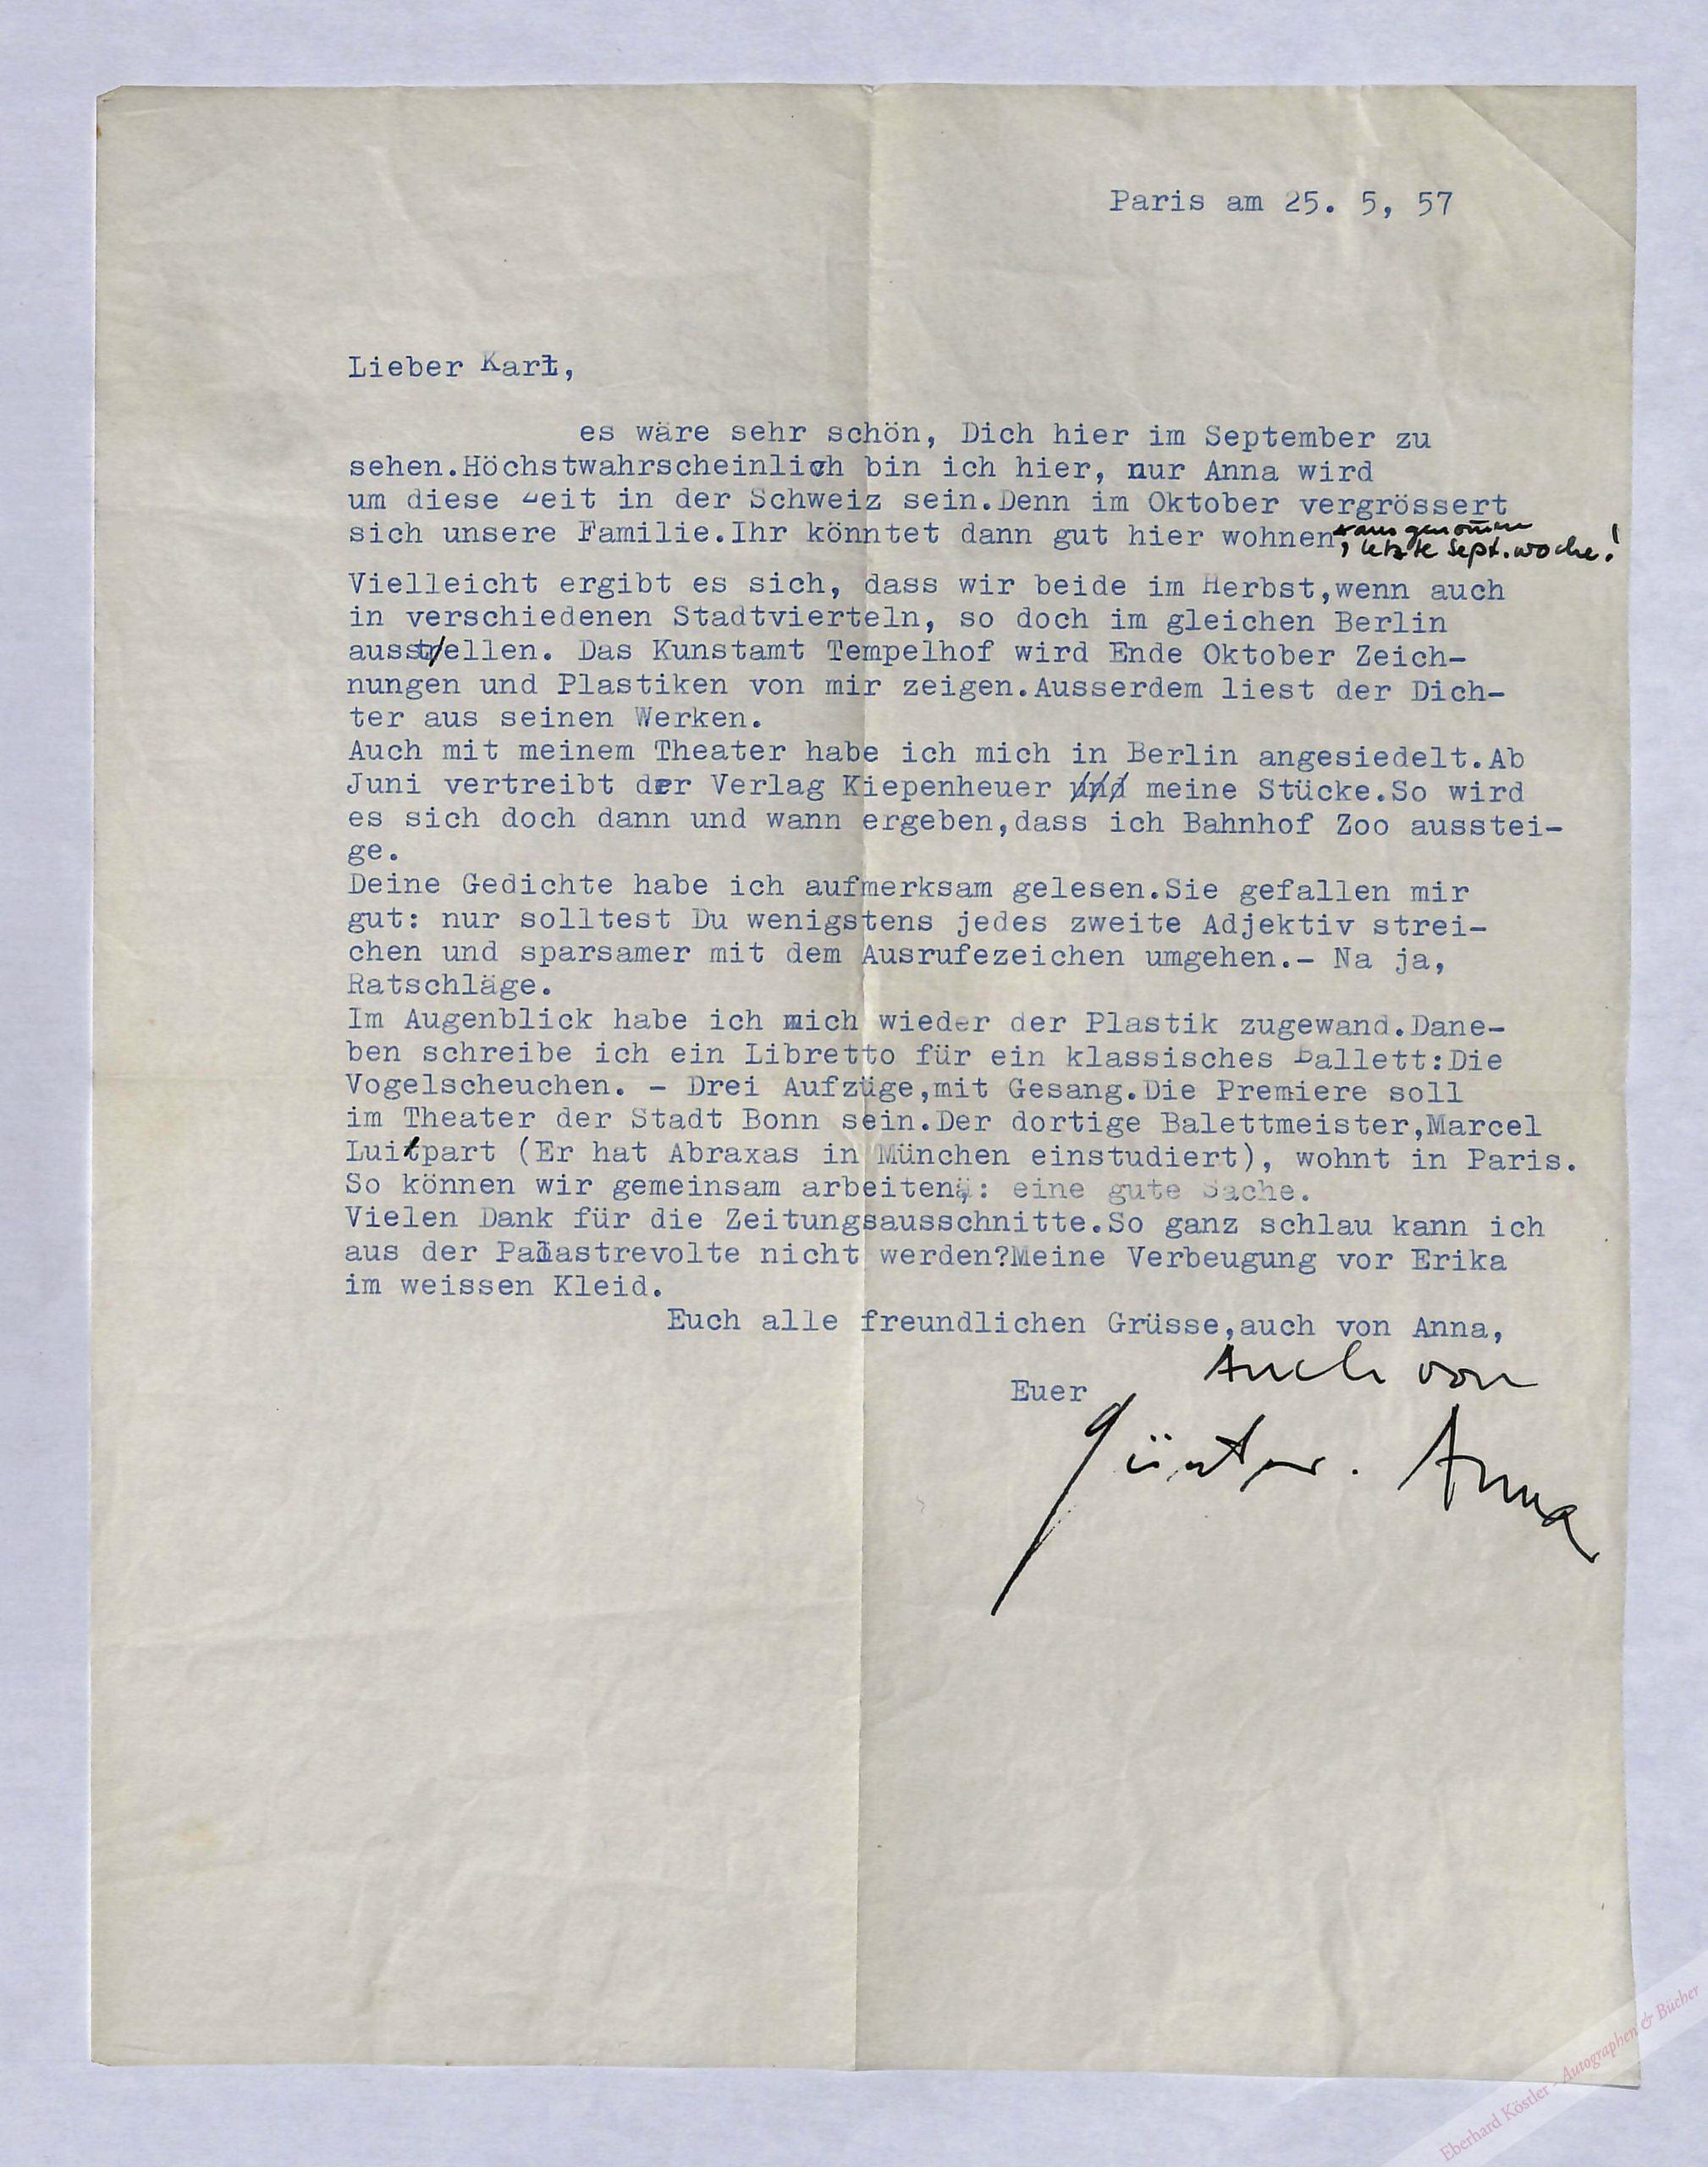 Paris am 25. 5, 57
Lieber Karl,
es wäre sehr schön, Dich hier im September zu
sehen.Höchstwahrscheinlich bin ich hier, nur Anna wird
um diese Zeit in der Schweiz sein.Denn im Oktober vergrössert
sich unsere Familie.Ihr könntet dann gut hier wohnen, ausgenom̄en
letzte Sept.woche!
Vielleicht ergibt es sich, dass wir beide im Herbst,wenn auch
in verschiedenen Stadtvierteln, so doch im gleichen Berlin
ausstellen. Das Kunstamt Tempelhof wird Ende Oktober Zeich-
nungen und Plastiken von mir zeigen.Ausserdem liest der Dich-
ter aus seinen Werken.
Auch mit meinem Theater habe ich mich in Berlin angesiedelt.Ab
Juni vertreibt der Verlag Kiepenheuer und meine Stücke.So wird
es sich doch dann und wann ergeben,dass ich Bahnhof Zoo ausstei-
ge.
Deine Gedichte habe ich aufmerksam gelesen.Sie gefallen mir
gut: nur solltest Du wenigstens jedes zweite Adjektiv strei-
chen und sparsamer mit dem Ausrufezeichen umgehen.- Na ja,
Ratschläge.
Im Augenblick habe ich mich wieder der Plastik zugewand.Dane-
ben schreibe ich ein Libretto für ein klassisches Ballett:Die
Vogelscheuchen. - Drei Aufzüge,mit Gesang.Die Premiere soll
im Theater der Stadt Bonn sein.Der dortige Balettmeister,Marcel
Luitpart (Er hat Abraxas in München einstudiert), wohnt in Paris.
So können wir gemeinsam arbeiten: eine gute Sache.
Vielen Dank für die Zeitungsausschnitte.So ganz schlau kann ich
aus der Palastrevolte nicht werden?Meine Verbeugung vor Erika
im weissen Kleid.
Euch alle freundlichen Grüsse,auch von Anna,
Auch von
Euer
Günter. Anna
Eberhard Köstler - Autographen & Bücher